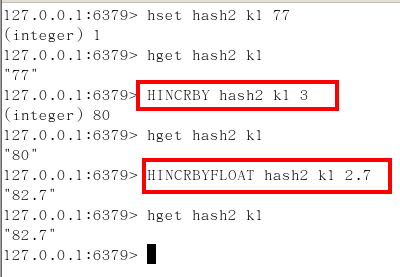 127.0.0.1:6379> hset hash2 k1 77
(integer) 1
127.0.0.1:6379> hget hash2 k1
"77"
127.0.0.1:6379> HINCRBY hash2 k1 3
(integer) 80
127.0.0.1:6379> hget hash2 k1
"80"
127.0.0.1:6379> HINCRBYFLOAT hash2 k1 2.7
"82.7"
127.0.0.1:6379> hget hash2 k1
"82.7"
127.0.0.1:6379>